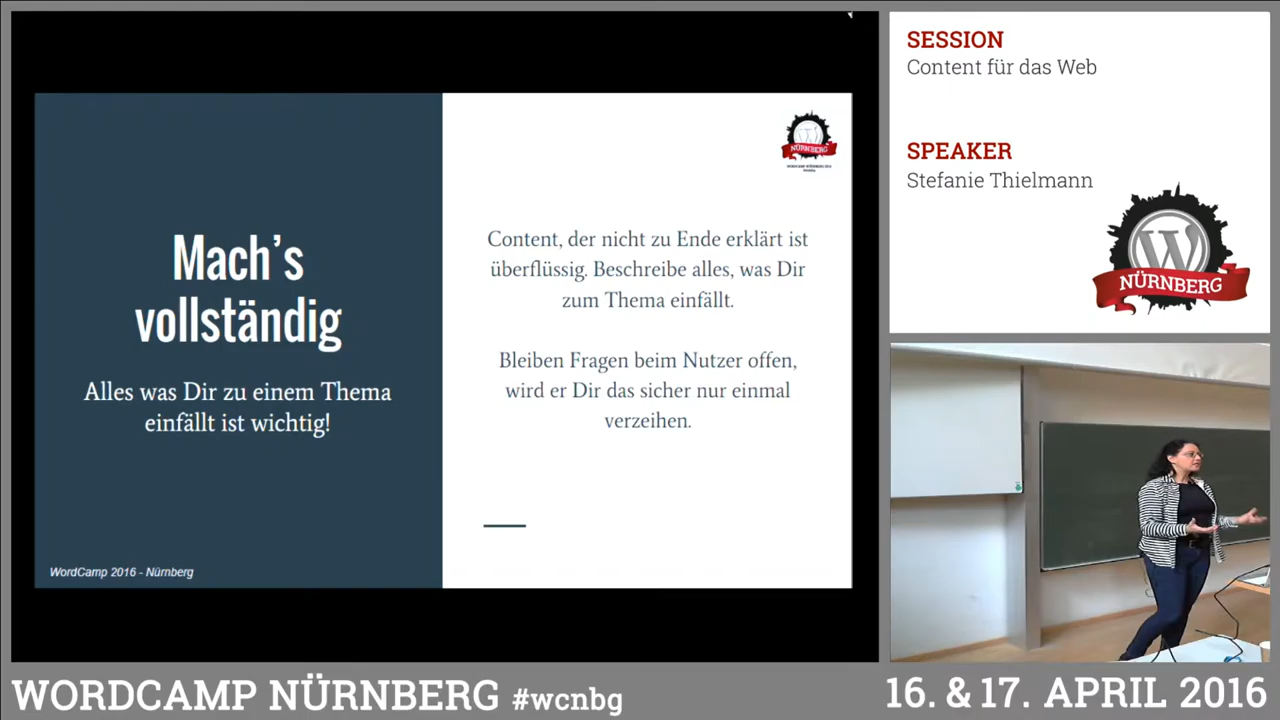 Mach's
vollständig
Alles was Dir zu einem Thema
einfällt ist wichtig!
WordCamp 2016 - Nürnberg
NÜRNBERG
WORDCAMP NÜRNBERG 2016
Content, der nicht zu Ende erklärt ist
überflüssig. Beschreibe alles, was Dir
zum Thema einfällt.
Bleiben Fragen beim Nutzer offen,
wird er Dir das sicher nur einmal
verzeihen.
SESSION
Content für das Web
SPEAKER
Stefanie Thielmann
W
NÜRNBERG
WORDCAMP NÜRNBERG #wcnbg
16. & 17. APRIL 2016